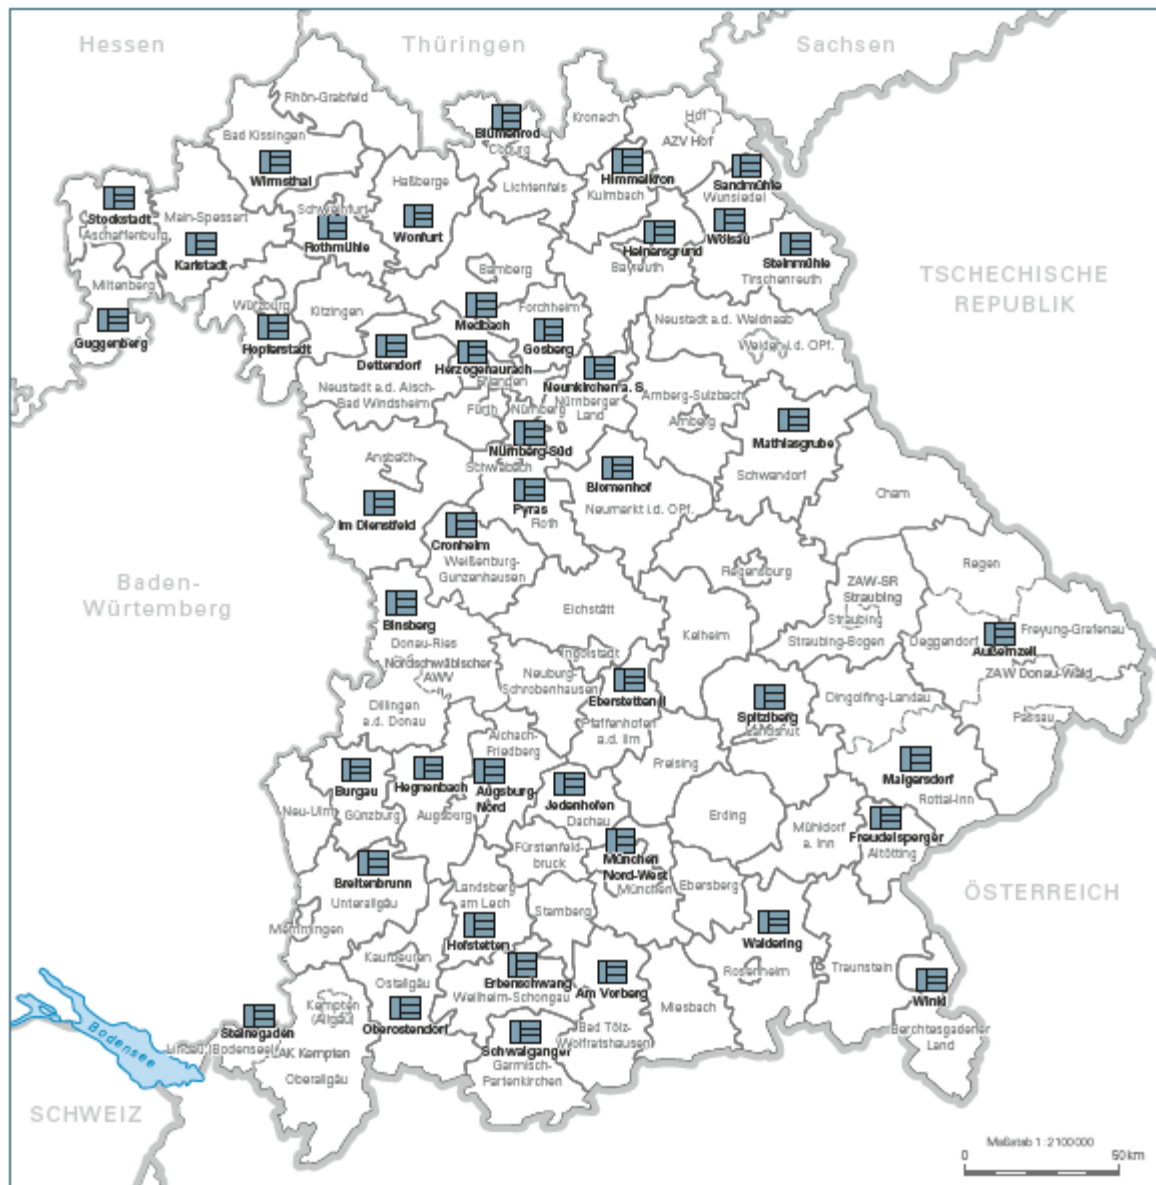 Hessen
Thüringen
Sachsen
Rhön-Grabfeld
Kronach
Hof
Blumenrod
Coburg
Bad Kissingen
AZV Hof
Wirmsthal
Haßberge
Lichtenfels
Himmelkron
Kulmbach
Sandmühle
Wunsiedel
Stockstadt
Aschaffenburg
Main-Spessart
Schweinfurt
Rothmühle
Wonfurt
Wölsau
Karlstadt
Heinersgrund
Bayreuth
Steinmühle
Tirschenreuth
Bamberg
Miltenberg
TSCHECHISCHE
REPUBLIK
Würzburg
Kitzingen
Medbach
Forchheim
Neustadt a.d. Waldnaab
Guggenberg
Hopferstadt
Dettendorf
Gosberg
Weiden i.d. OPf.
Herzogenaurach
Erlangen
Neunkirchen a. S.
Neustadt a.d. Aisch-
Bad Windsheim
Nürnberger
Land
Amberg-Sulzbach
Fürth
Nürnberg
Amberg
Mathiasgrube
Nürnberg-Süd
Ansbach
Schwabach
Schwandorf
Blomenhof
Pyras
Roth
Neumarkt i.d. OPf.
Cham
Im Dienstfeld
Cronheim
Weißenburg-
Gunzenhausen
Regen
Regensburg
Baden-
Würtemberg
ZAW-SR
Straubing
Binsberg
Eichstätt
Straubing
Kelheim
Straubing-Bogen
Deggendorf
Freyung-Grafenau
Außernzell
Donau-Ries
Nordschwäbischer
AWV
Ingolstadt
Neuburg-
Schrobenhausen
ZAW Donau-Wald
Eberstetten II
Dingolfing-Landau
Dillingen
a.d. Donau
Spitzlberg
Landshut
Passau
Pfaffenhofen
a.d. Ilm
Aichach-
Friedberg
Freising
Malgersdorf
Burgau
Hegnenbach
Augsburg-
Nord
Jedenhofen
Dachau
Rottal-Inn
Neu-Ulm
Günzburg
Augsburg
Erding
Mühldorf
a. Inn
Freudelsperger
Altötting
Fürstenfeld-
bruck
München
Nord-West
München
Breitenbrunn
Unterallgäu
Landsberg
am Lech
Ebersberg
ÖSTERREICH
Starnberg
Memmingen
Hofstetten
Waldering
Kaufbeuren
Erbenschwang
Rosenheim
Traunstein
Ostallgäu
Weilheim-Schongau
Am Vorberg
Winkl
Kempten
(Allgäu)
Miesbach
Steinegaden
Oberostendorf
Bad Tölz-
Wolfratshausen
Berchtesgadener
Land
Bodensee
Schwaiganger
Lindau (Bodensee)
ZAK Kempten
Garmisch-
Partenkirchen
Oberallgäu
SCHWEIZ
Maßstab 1 : 2100000
0
50 km